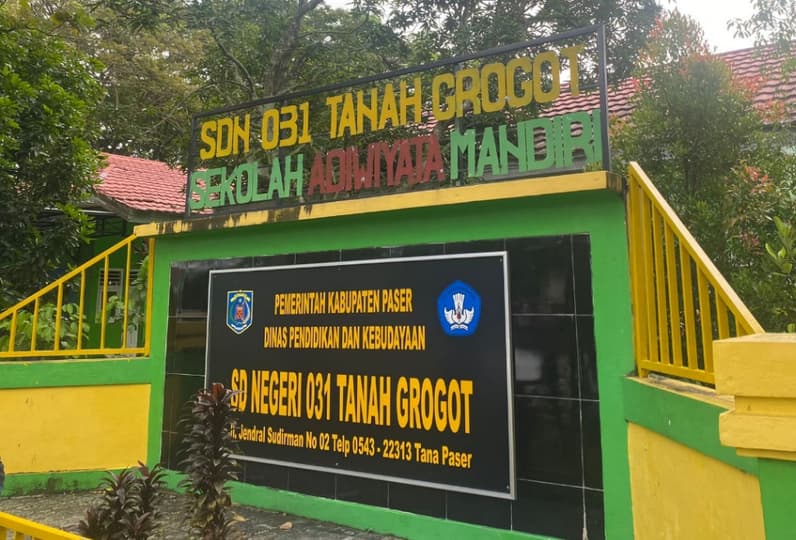 SDN 031 TANAH GROGOT
SEKOLAH ADIWIYATA MANDIRI
PEMERINTAH KABUPATEN PASER
DINAS PENDIDIKAN DAN KEBUDAYAAN
SD NEGERI 031 TANAH GROGOT
Jl. Jendral Sudirman No 02 Telp 0543 - 22313 Tana Paser